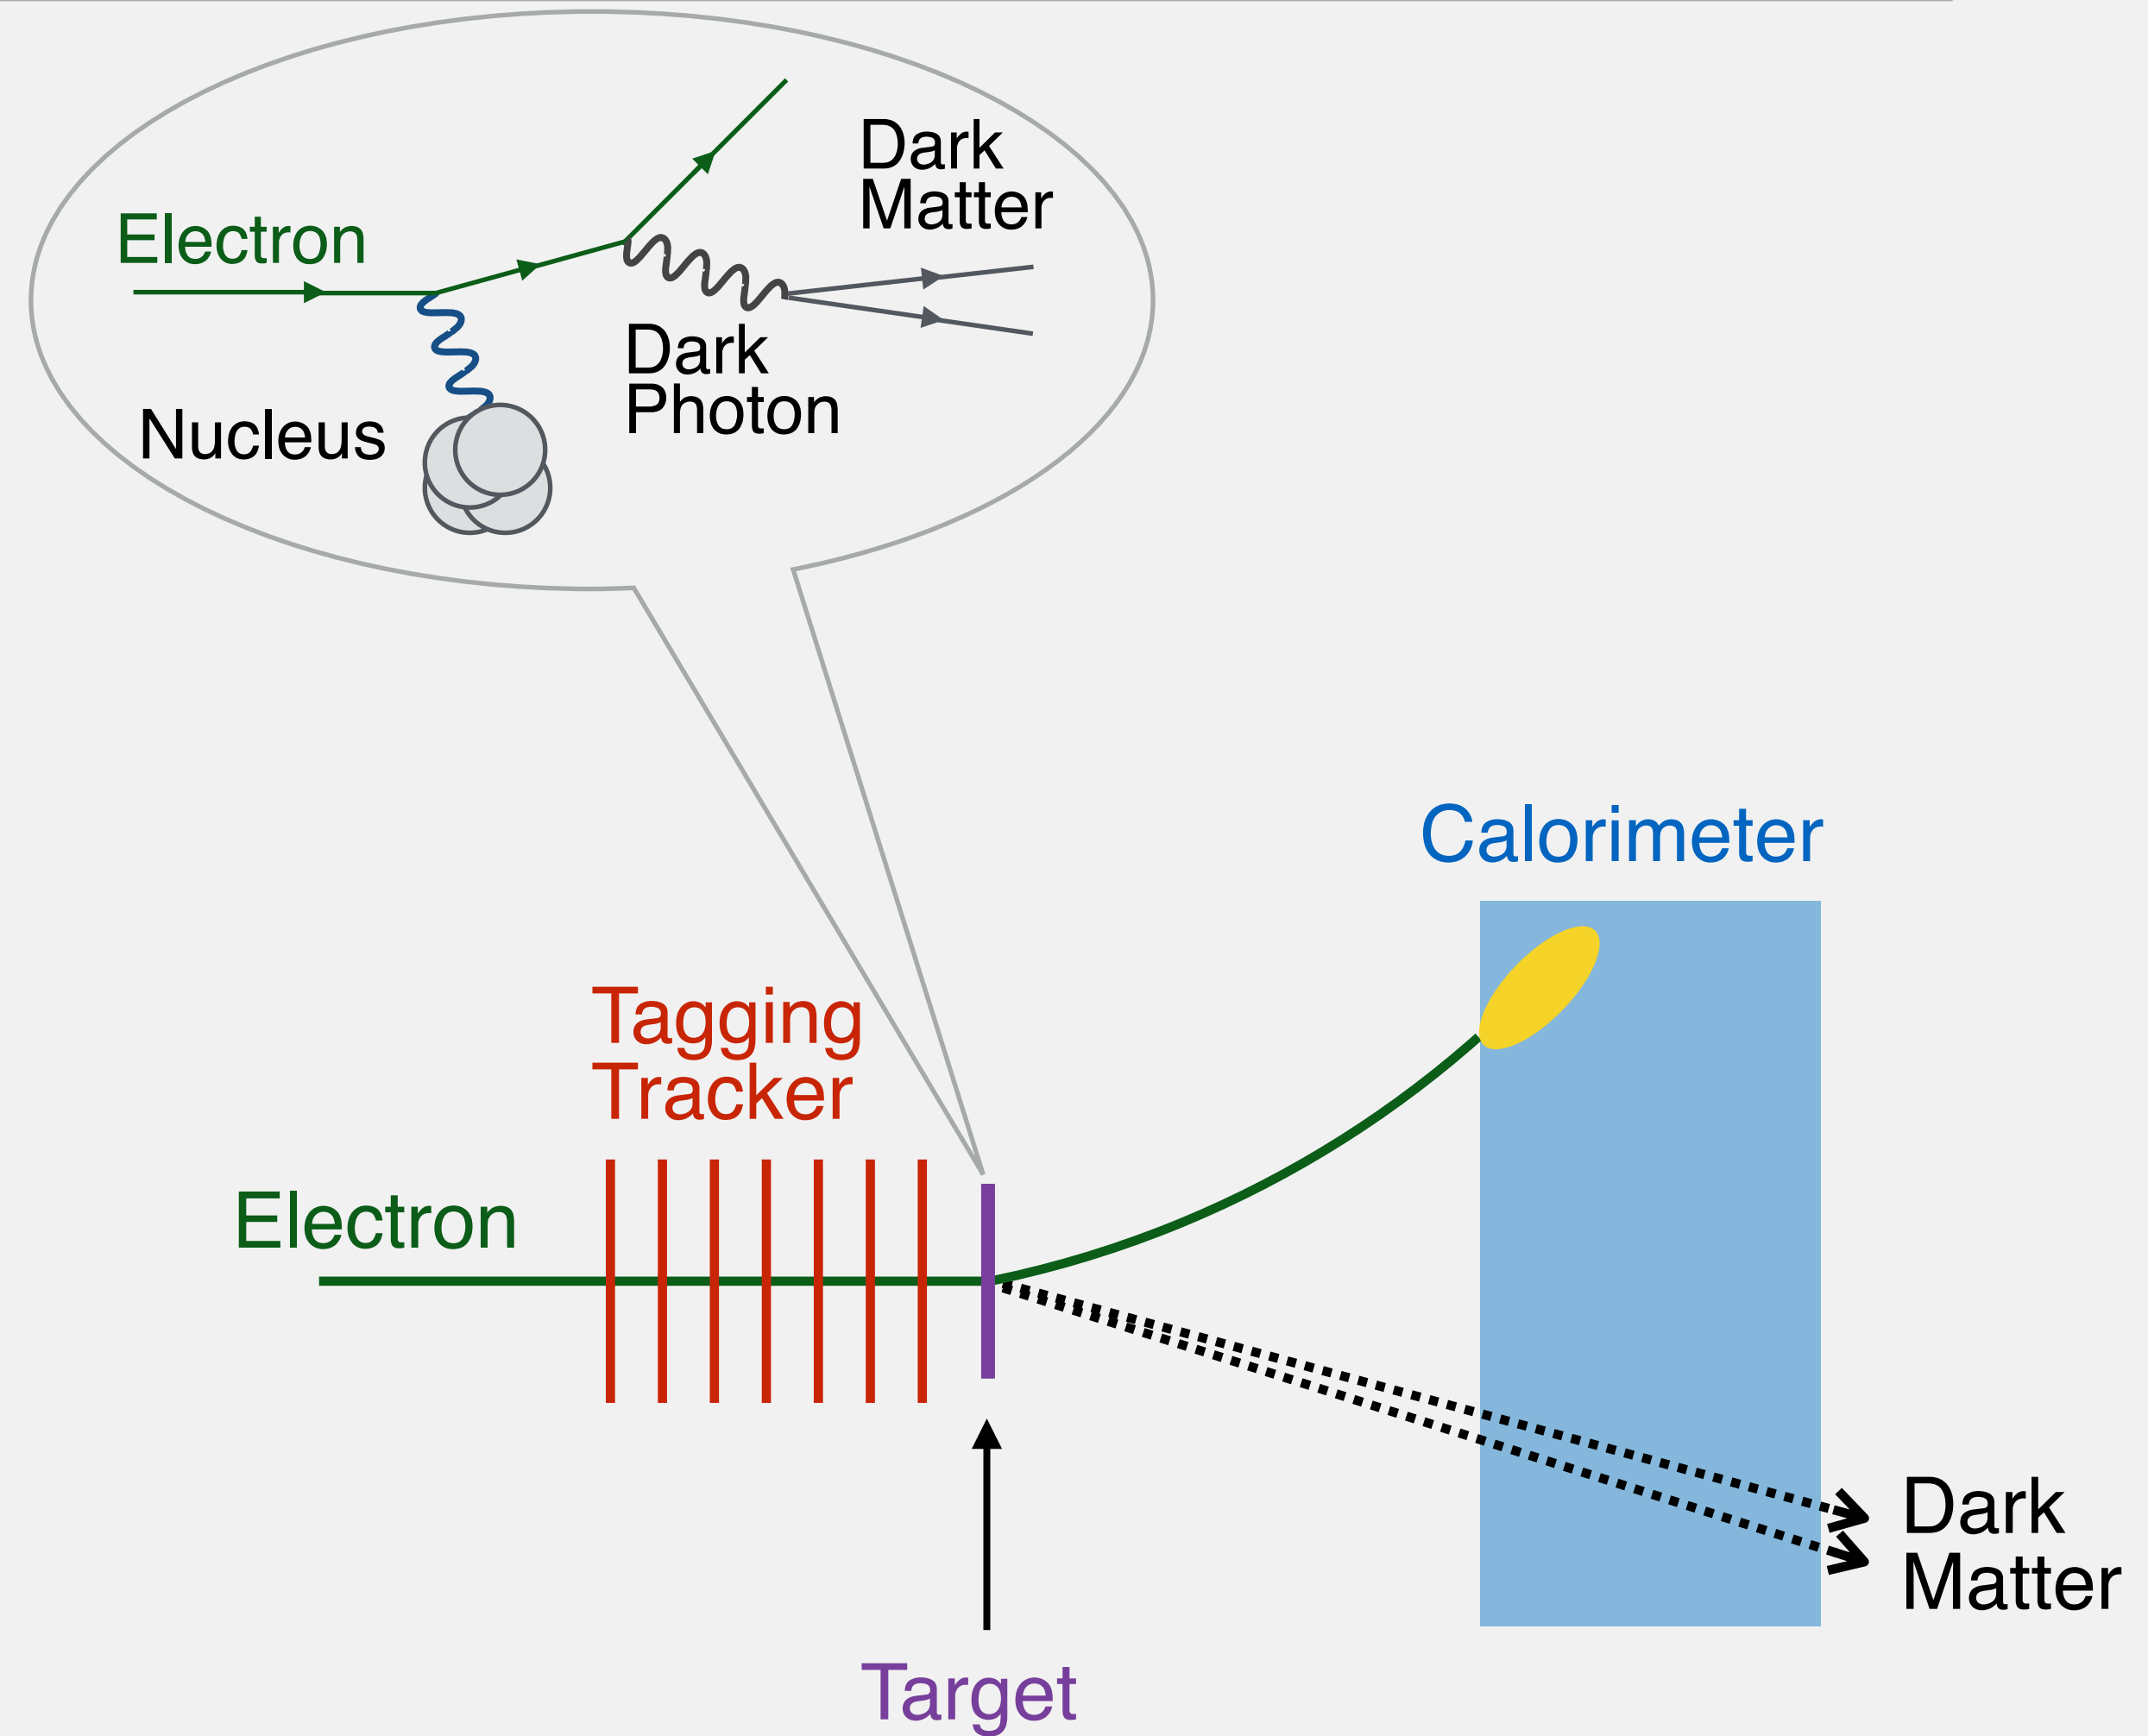 Dark
Matter
Electron
Dark
Photon
Nucleus
Calorimeter
Tagging
Tracker
Electron
Dark
Matter
Target